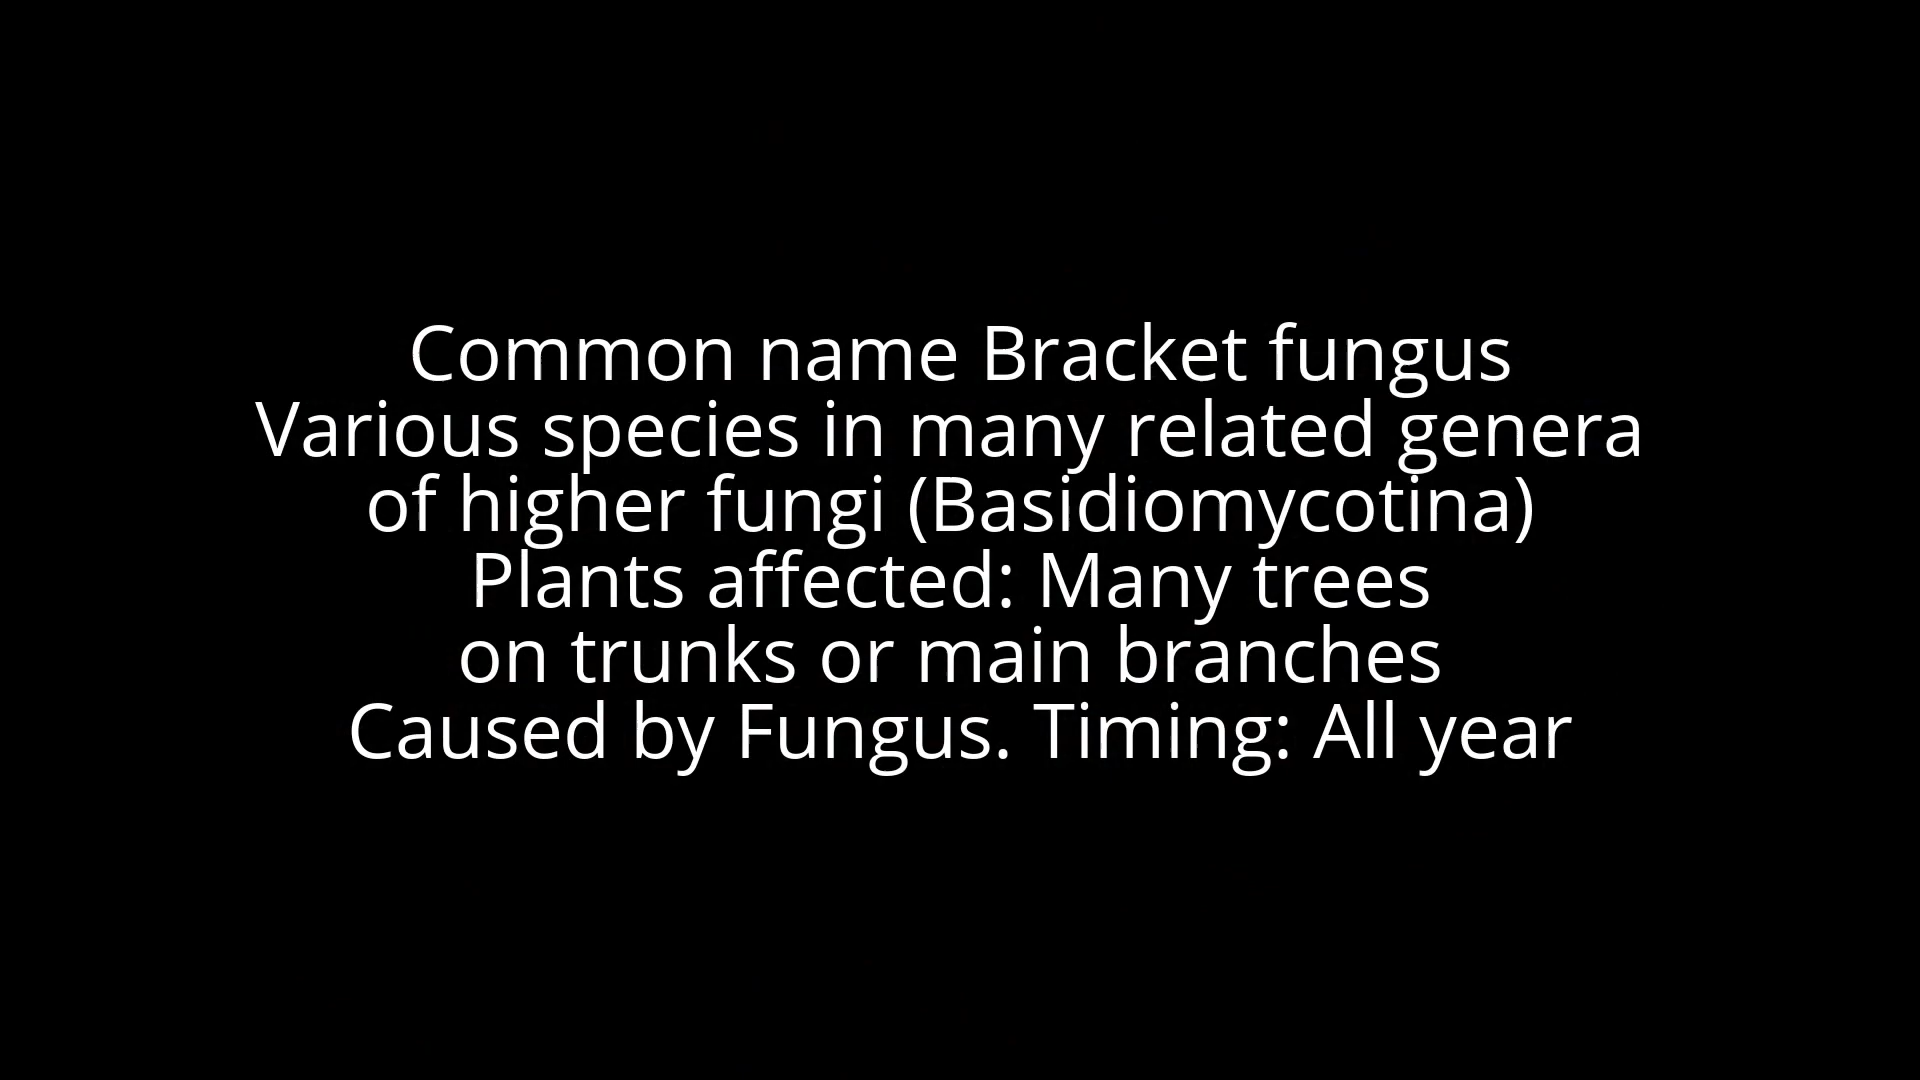 Common name Bracket fungus
Various species in many related genera
of higher fungi (Basidiomycotina)
Plants affected: Many trees
on trunks or main branches
Caused by Fungus. Timing: All year